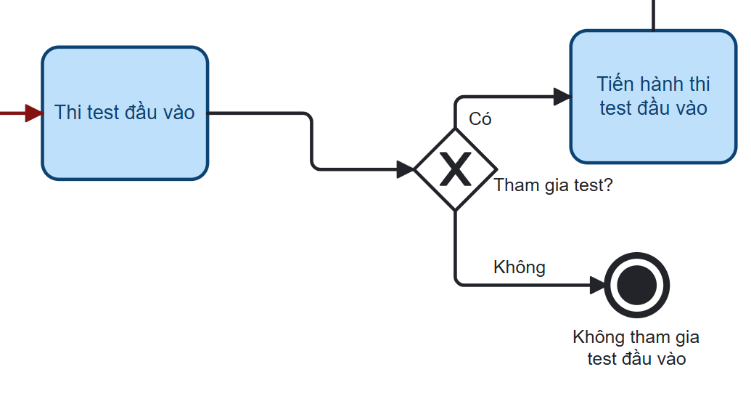 Thi test đầu vào
Tiến hành thi
test đầu vào
Có
X
Tham gia test?
Không
Không tham gia
test đầu vào